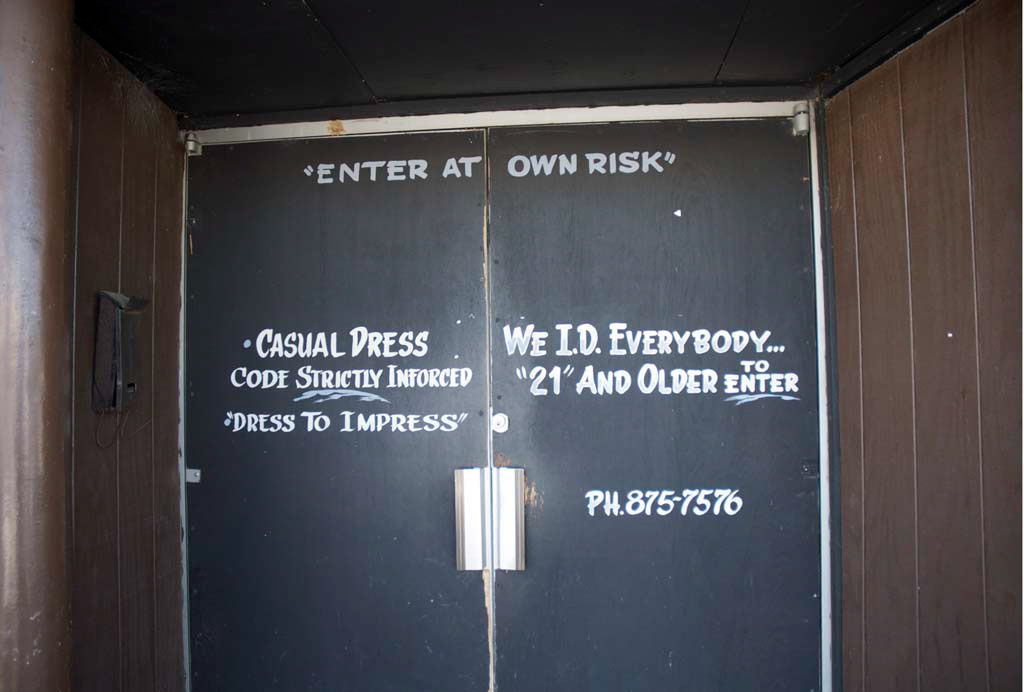 "ENTER AT OWN RISK"
• CASUAL DRESS
CODE STRICTLY INFORCED
"DRESS TO IMPRESS"
WE I.D. EVERYBODY...
"21" AND OLDER TO ENTER
PH. 875-7576